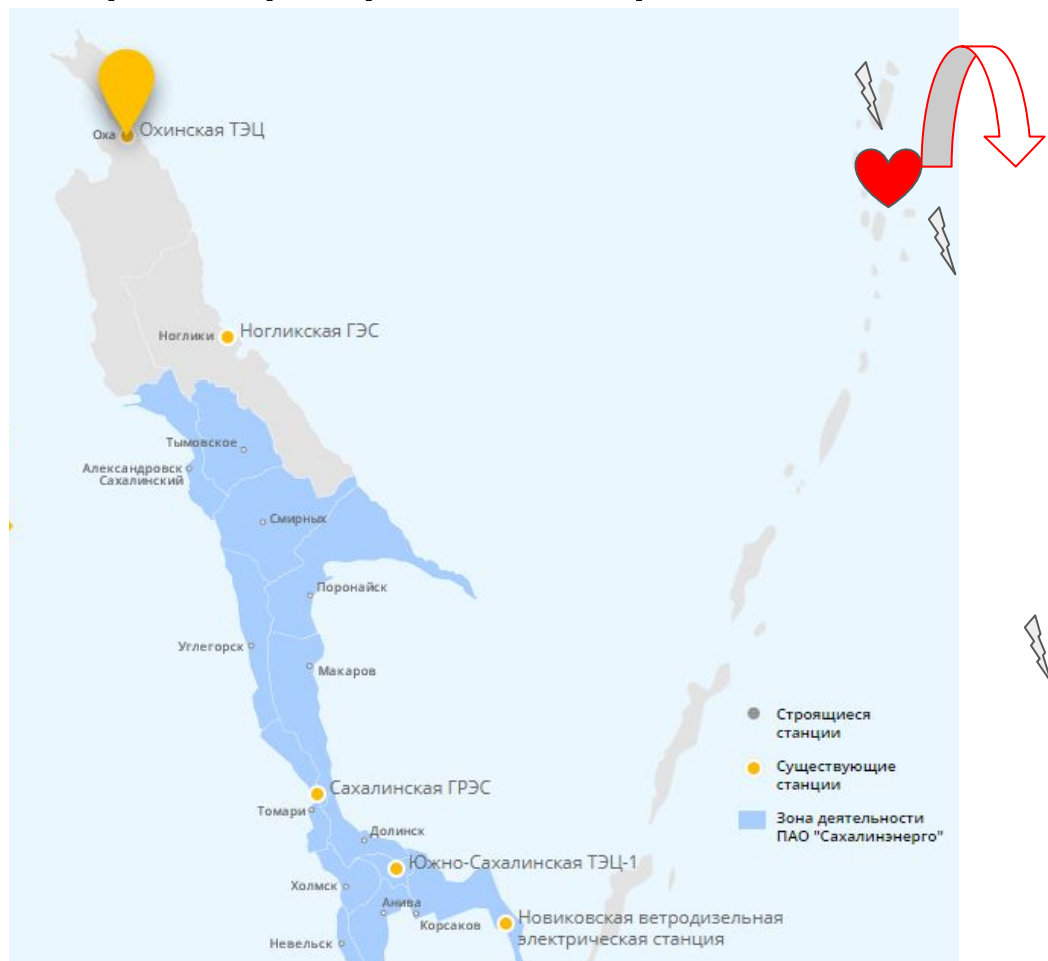 Оха
Охинская ТЭЦ
Ноглики
Ногликская ГЭС
Тымовское
Александровск
Сахалинский
Смирных
Поронайск
Углегорск
Макаров
Строящиеся
станции
Существующие
станции
Зона деятельности
ПАО "Сахалинэнерго"
Сахалинская ГРЭС
Томари
Долинск
Южно-Сахалинская ТЭЦ-1
Холмск
Анива
Корсаков
Новиковская ветродизельная
электрическая станция
Невельск